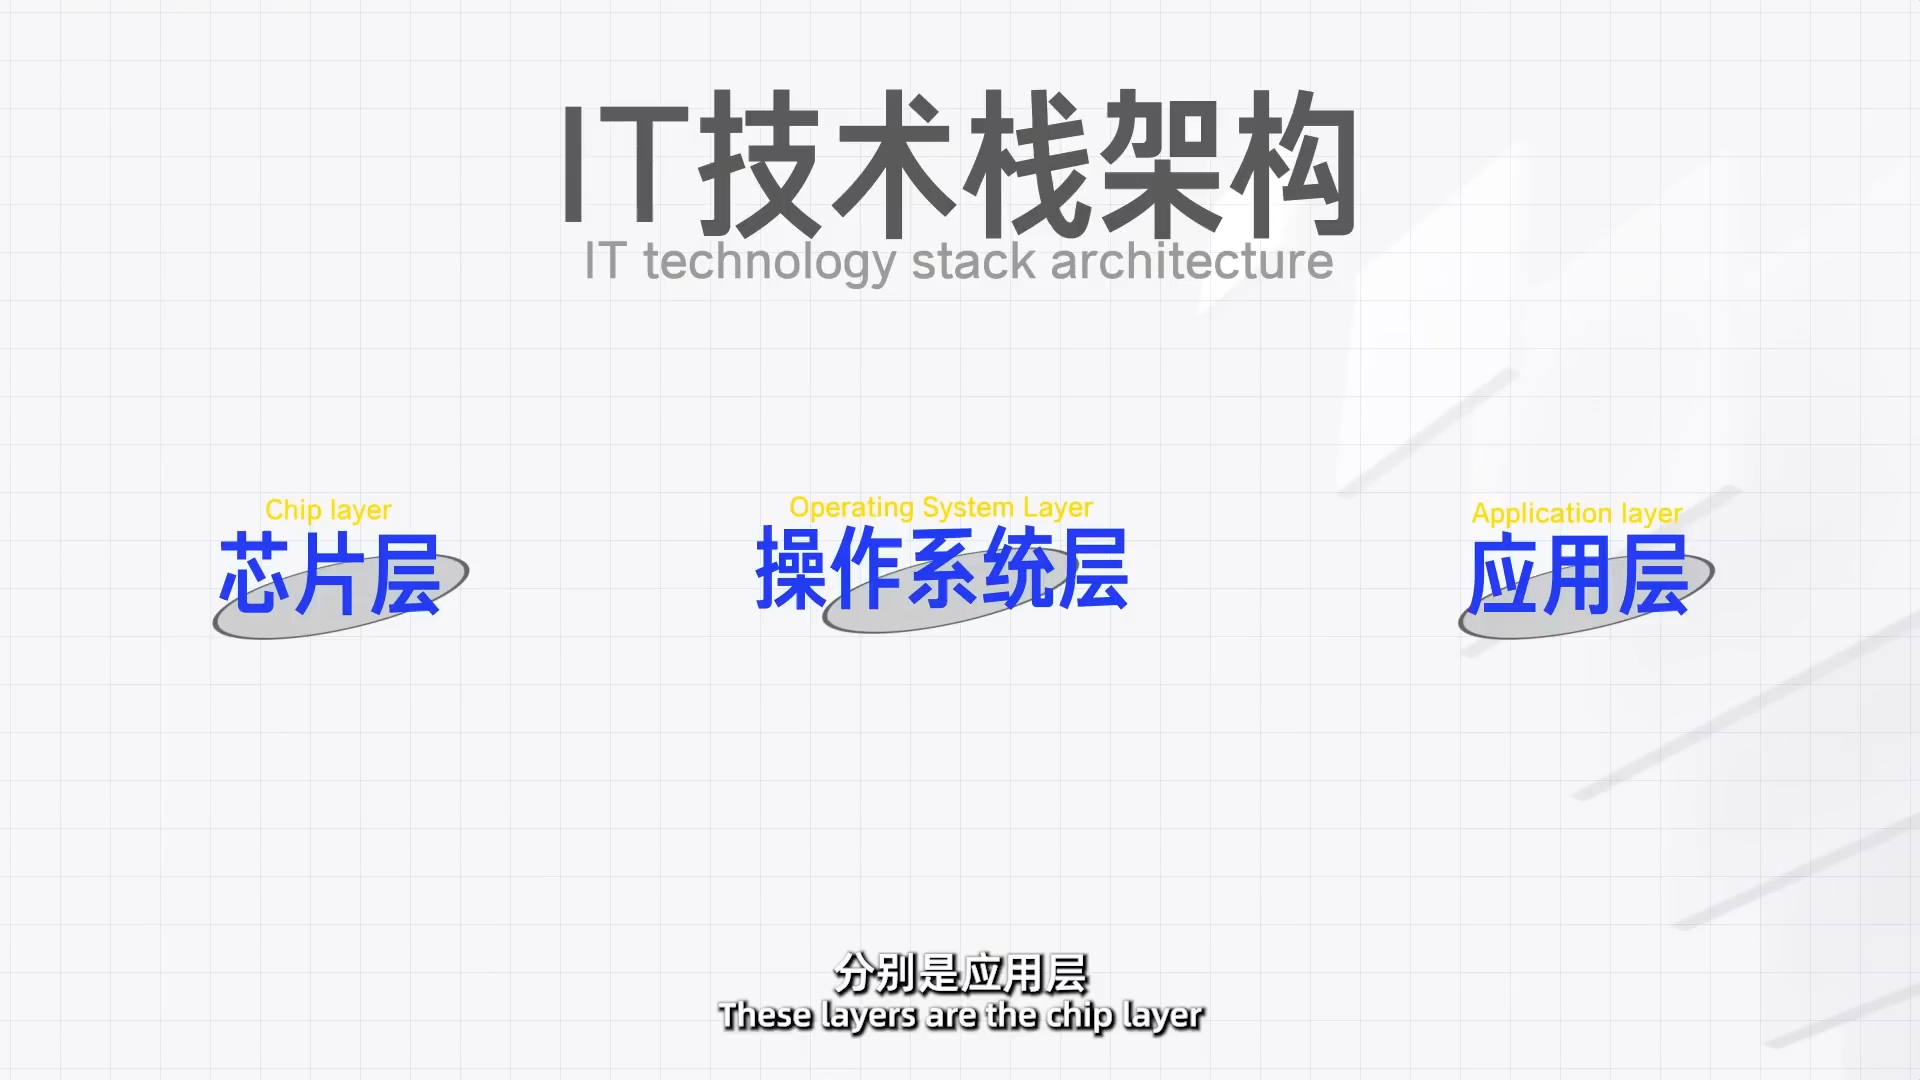 IT技术栈架构
IT technology stack architecture
Chip layer
芯片层
Operating System Layer
操作系统层
Application layer
应用层
分别是应用层
These layers are the chip layer